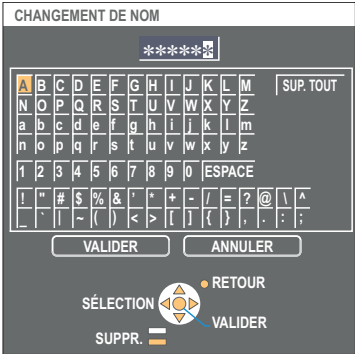 CHANGEMENT DE NOM
******
A B C D E F G H I J K L M SUP. TOUT
N O P Q R S T U V W X Y Z
a b c d e f g h i j k l m
n o p q r s t u v w x y z
1 2 3 4 5 6 7 8 9 0 ESPACE
! " # $ % & ' * + - / = ? @ \ ^
_ ` | ~ ( ) < > [ ] { } , . : ;
VALIDER ANNULER
RETOUR
SÉLECTION
VALIDER
SUPPR.